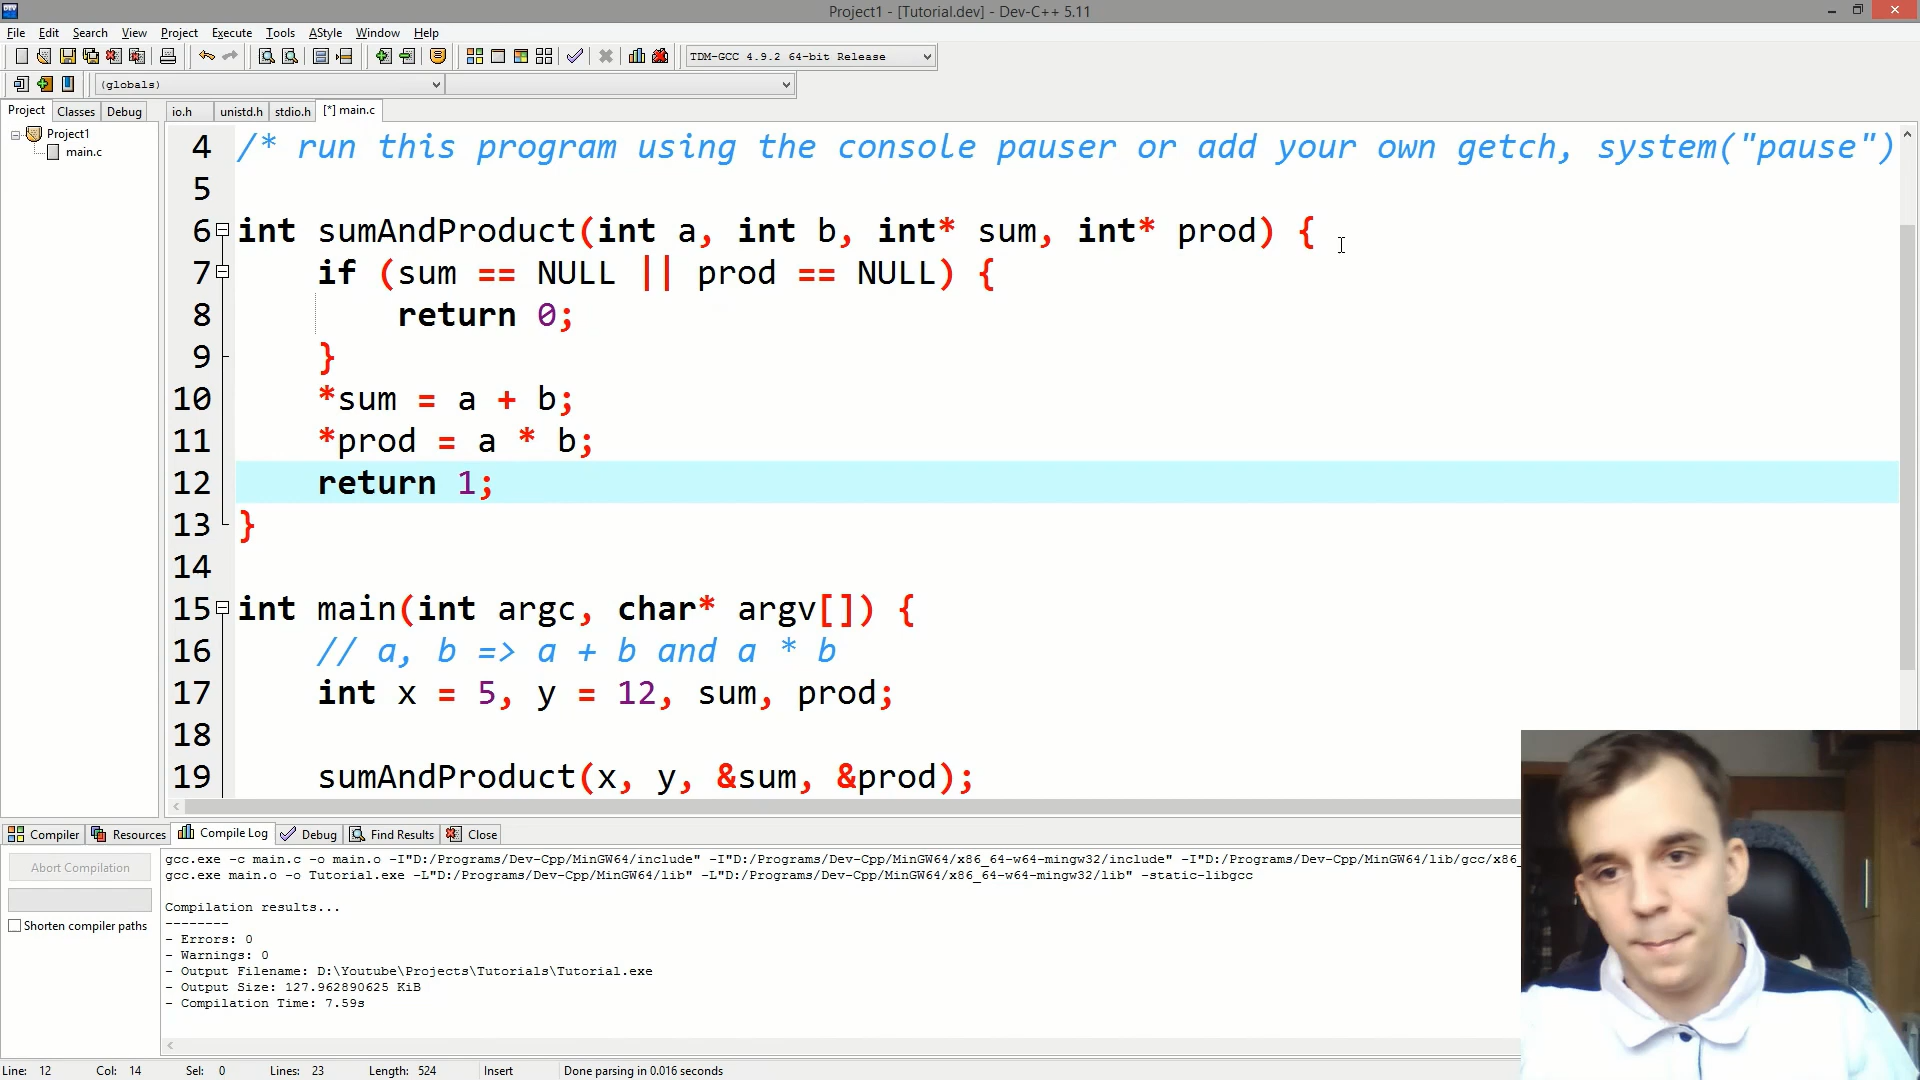 Project1 - [Tutorial.dev] - Dev-C++ 5.11
File Edit Search View Project Execute Tools AStyle Window Help
TDM-GCC 4.9.2 64-bit Release
(globals)
Project Classes Debug
io.h unistd.h stdio.h [*] main.c
Project1
main.c
4 /* run this program using the console pauser or add your own getch, system("pause")
5
6 int sumAndProduct(int a, int b, int* sum, int* prod) {
7 if (sum == NULL || prod == NULL) {
8 return 0;
9 }
10 *sum = a + b;
11 *prod = a * b;
12 return 1;
13 }
14
15 int main(int argc, char* argv[]) {
16 // a, b => a + b and a * b
17 int x = 5, y = 12, sum, prod;
18
19 sumAndProduct(x, y, &sum, &prod);
Compiler Resources Compile Log Debug Find Results Close
Abort Compilation
Shorten compiler paths
gcc.exe -c main.c -o main.o -I"D:/Programs/Dev-Cpp/MinGW64/include" -I"D:/Programs/Dev-Cpp/MinGW64/x86_64-w64-mingw32/include" -I"D:/Programs/Dev-Cpp/MinGW64/lib/gcc/x86_
gcc.exe main.o -o Tutorial.exe -L"D:/Programs/Dev-Cpp/MinGW64/lib" -L"D:/Programs/Dev-Cpp/MinGW64/x86_64-w64-mingw32/lib" -static-libgcc
Compilation results...
--------
- Errors: 0
- Warnings: 0
- Output Filename: D:\Youtube\Projects\Tutorials\Tutorial.exe
- Output Size: 127.962890625 KiB
- Compilation Time: 7.59s
Line: 12 Col: 14 Sel: 0 Lines: 23 Length: 524 Insert Done parsing in 0.016 seconds